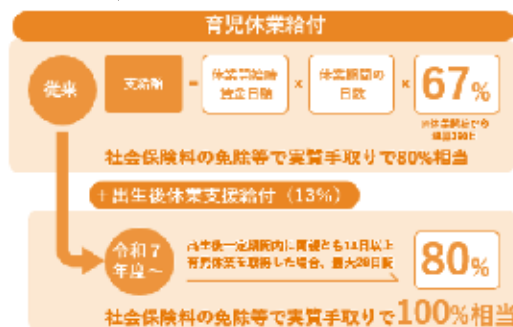 育児休業給付
従来
支給額 = 休業開始時賃金日額 × 休業期間の日数 × 67%
社会保険料の免除等で実質手取りで80%相当
+出生後休業支援給付(13%)
令和7年度~
出生後一定期間内に両親とも14日以上
育児休業を取得した場合、最大28日間
80%
社会保険料の免除等で実質手取りで100%相当